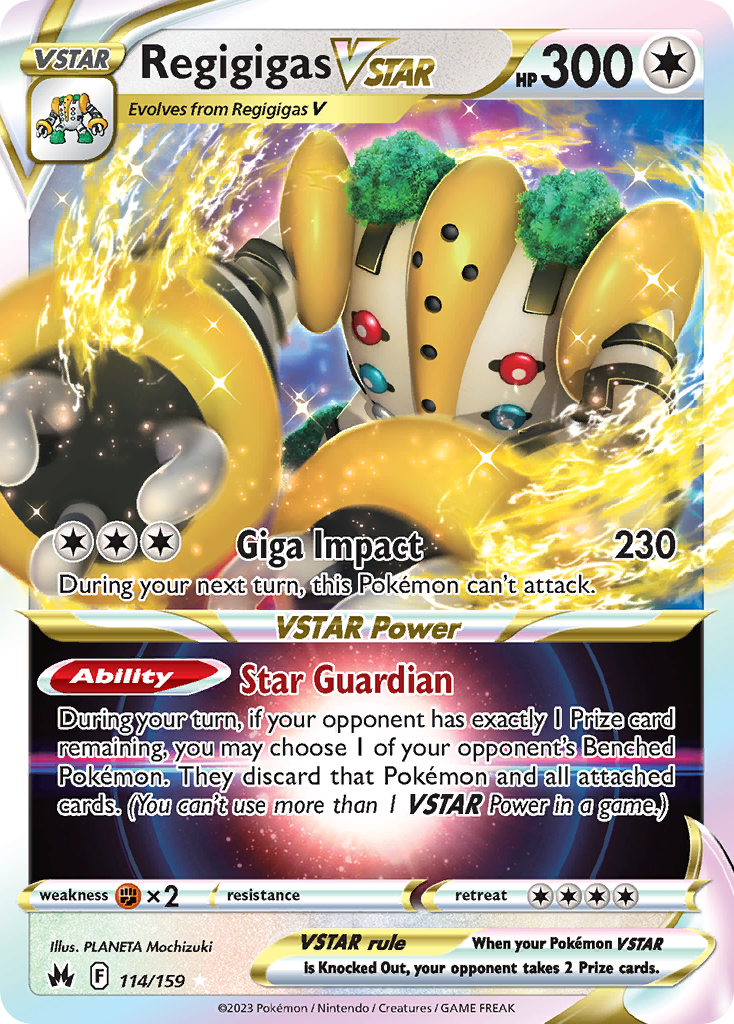 VSTAR
Regigigas VSTAR
HP 300
Evolves from Regigigas V
Giga Impact 230
During your next turn, this Pokémon can't attack.
VSTAR Power
Ability Star Guardian
During your turn, if your opponent has exactly 1 Prize card
remaining, you may choose 1 of your opponent's Benched
Pokémon. They discard that Pokémon and all attached
cards. (You can't use more than 1 VSTAR Power in a game.)
weakness ×2 resistance retreat
Illus. PLANETA Mochizuki
F 114/159
VSTAR rule When your Pokémon VSTAR
is Knocked Out, your opponent takes 2 Prize cards.
©2023 Pokémon / Nintendo / Creatures / GAME FREAK